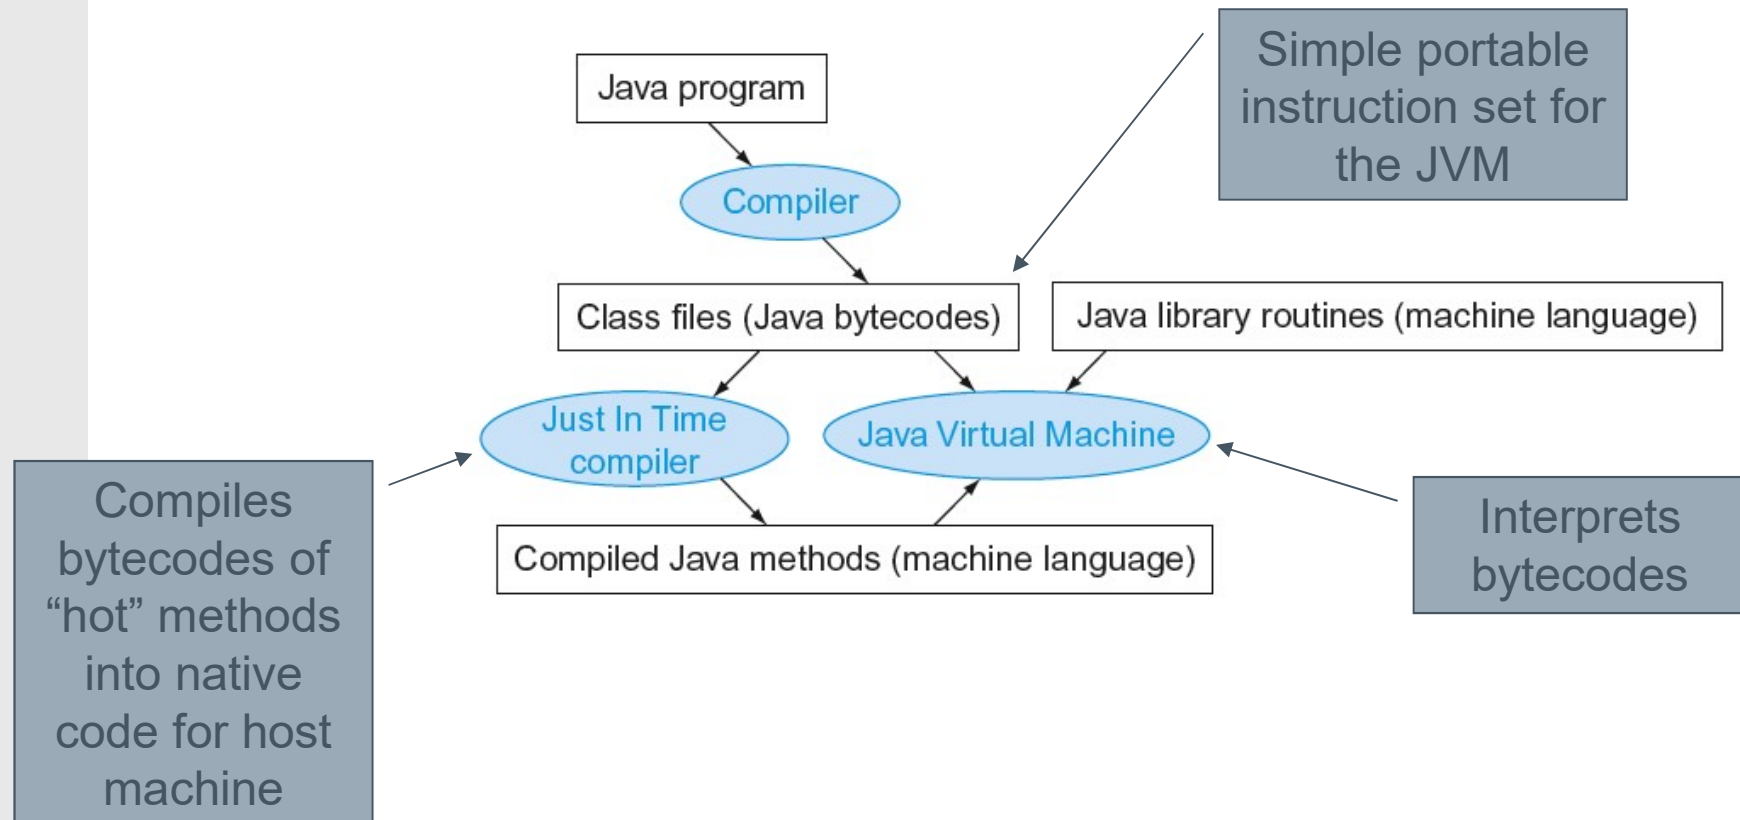 Simple portable
instruction set for
the JVM
Java program
Compiler
Class files (Java bytecodes)
Java library routines (machine language)
Just In Time
compiler
Java Virtual Machine
Compiles
bytecodes of
“hot” methods
into native
code for host
machine
Interprets
bytecodes
Compiled Java methods (machine language)